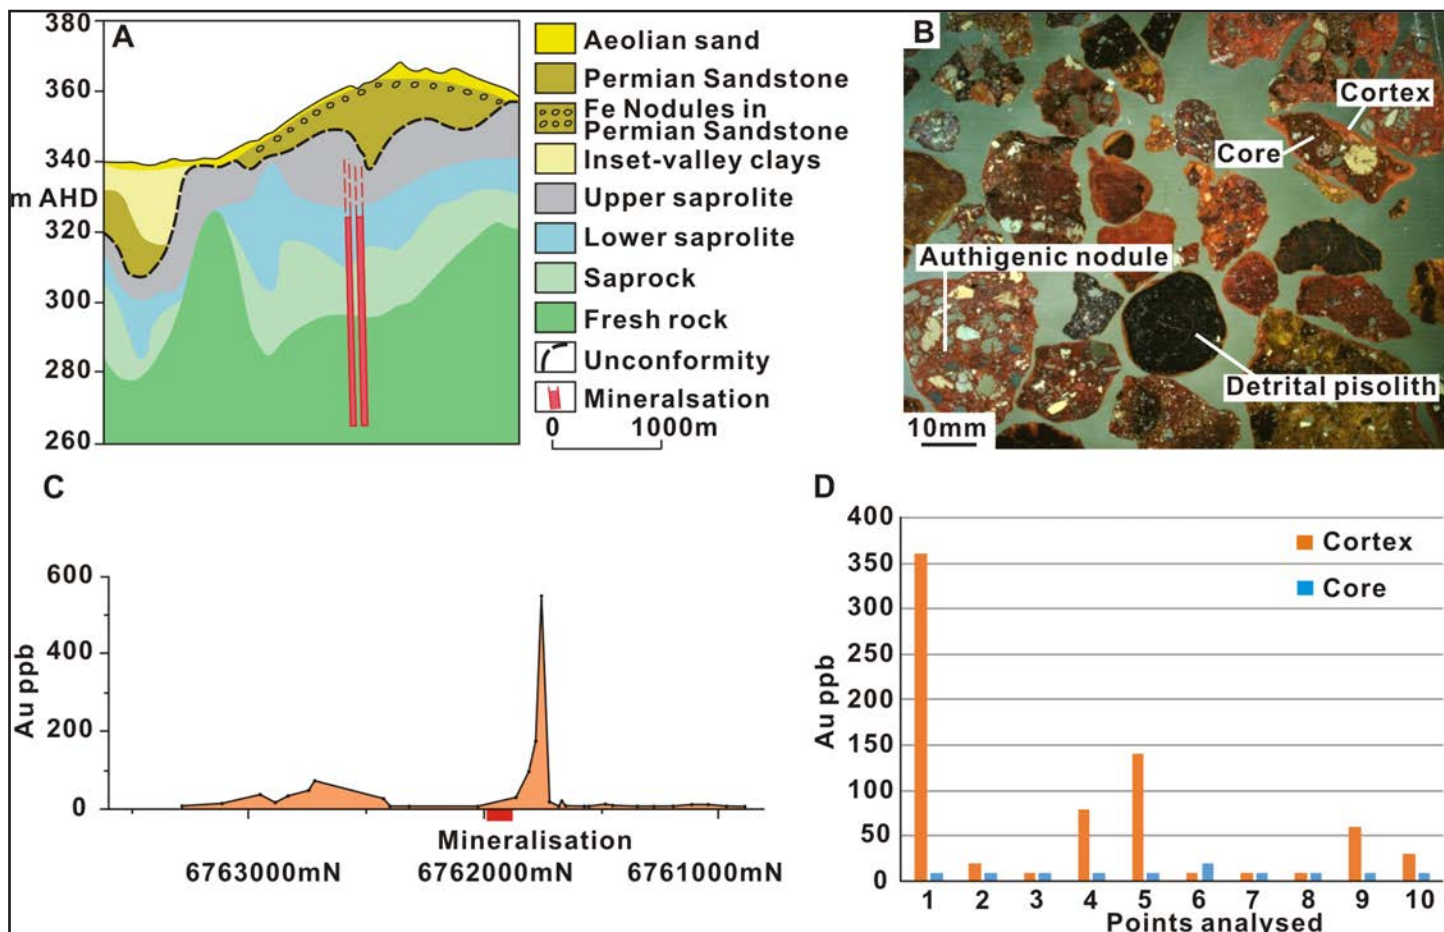 A
380
360
340
m AHD
320
300
280
260
Aeolian sand
Permian Sandstone
Fe Nodules in
Permian Sandstone
Inset-valley clays
Upper saprolite
Lower saprolite
Saprock
Fresh rock
Unconformity
Mineralsation
0 1000m
B
Cortex
Core
Authigenic nodule
Detrital pisolith
10mm
C
Au ppb
600
400
200
0
Mineralisation
6763000mN 6762000mN 6761000mN
D
Au ppb
400
350
300
250
200
150
100
50
0
Cortex
Core
1 2 3 4 5 6 7 8 9 10
Points analysed